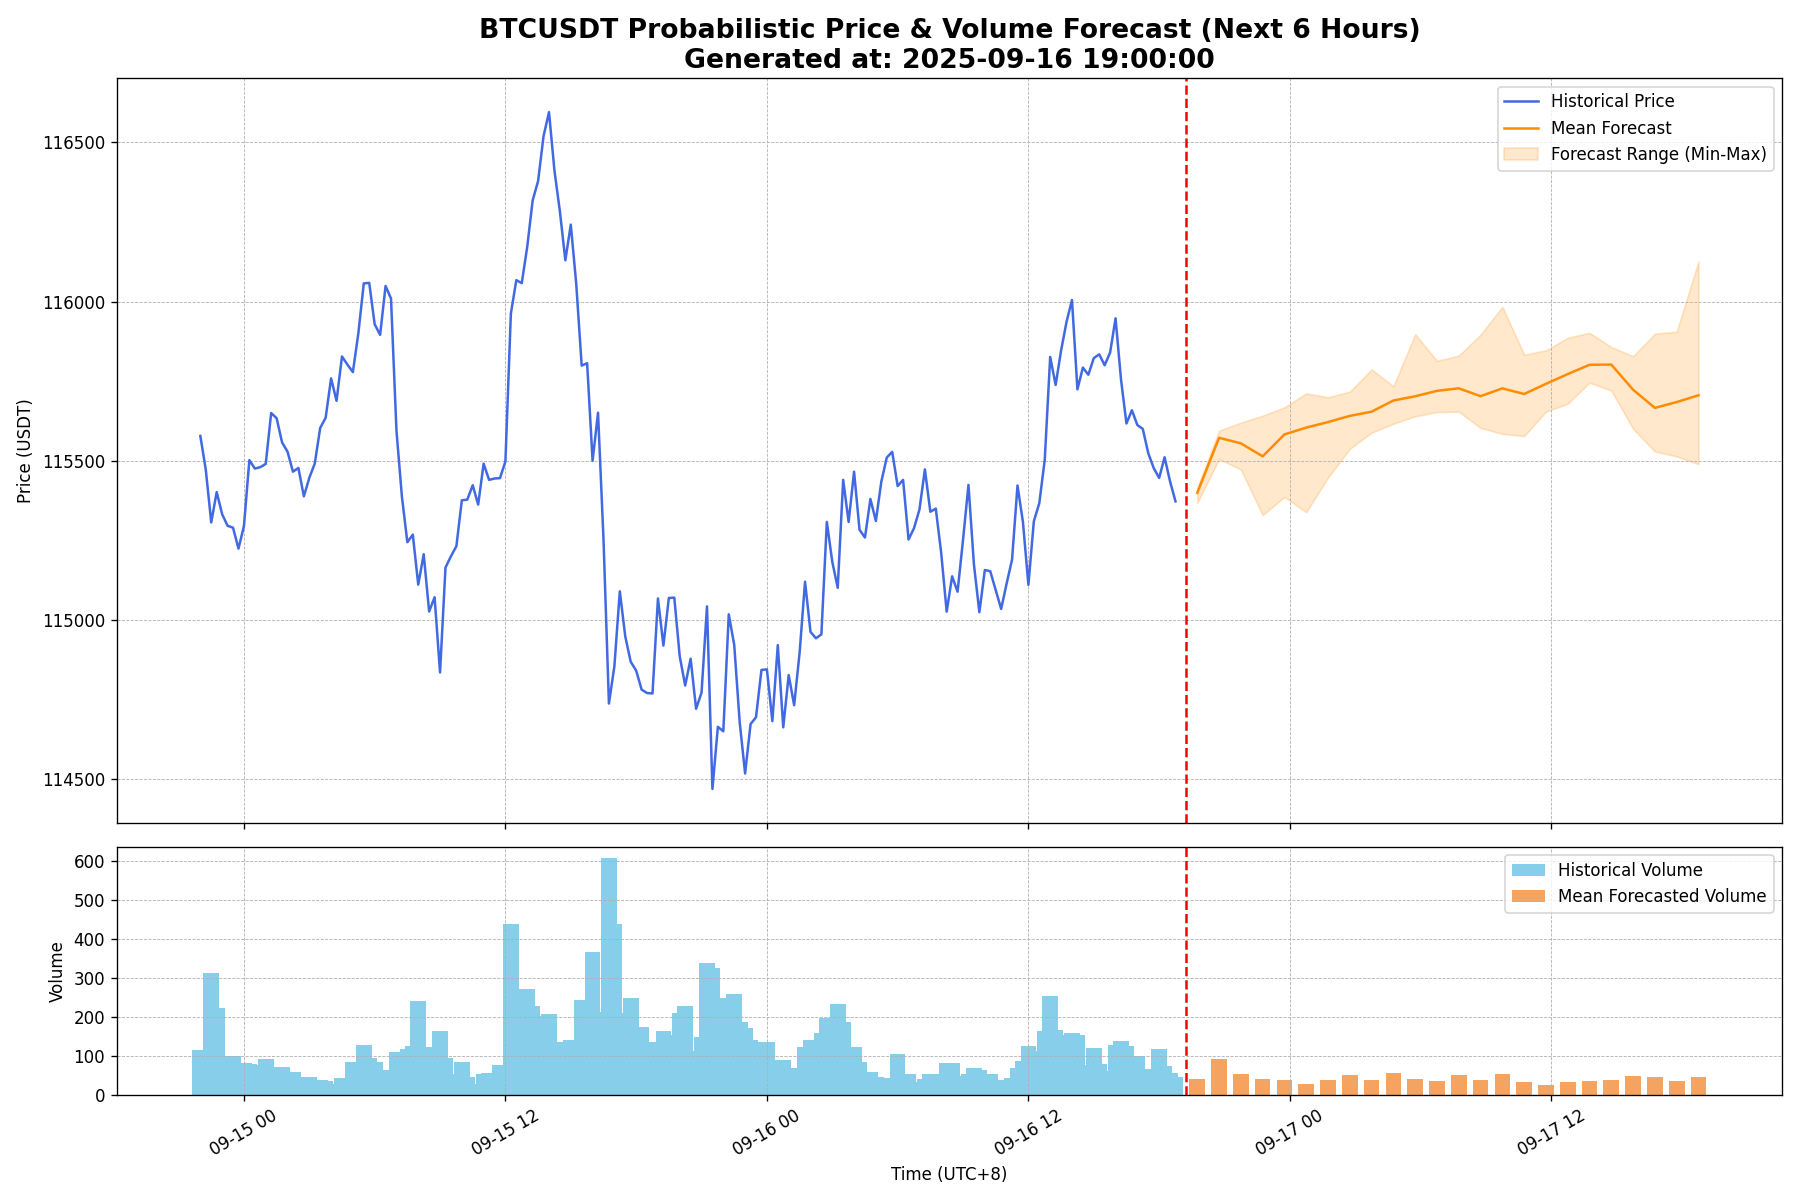 BTCUSDT Probabilistic Price & Volume Forecast (Next 6 Hours)
Generated at: 2025-09-16 19:00:00
Historical Price
Mean Forecast
Forecast Range (Min-Max)
Price (USDT)
116500
116000
115500
115000
114500
Historical Volume
Mean Forecasted Volume
Volume
600
500
400
300
200
100
0
09-15 00
09-15 12
09-16 00
09-16 12
09-17 00
09-17 12
Time (UTC+8)